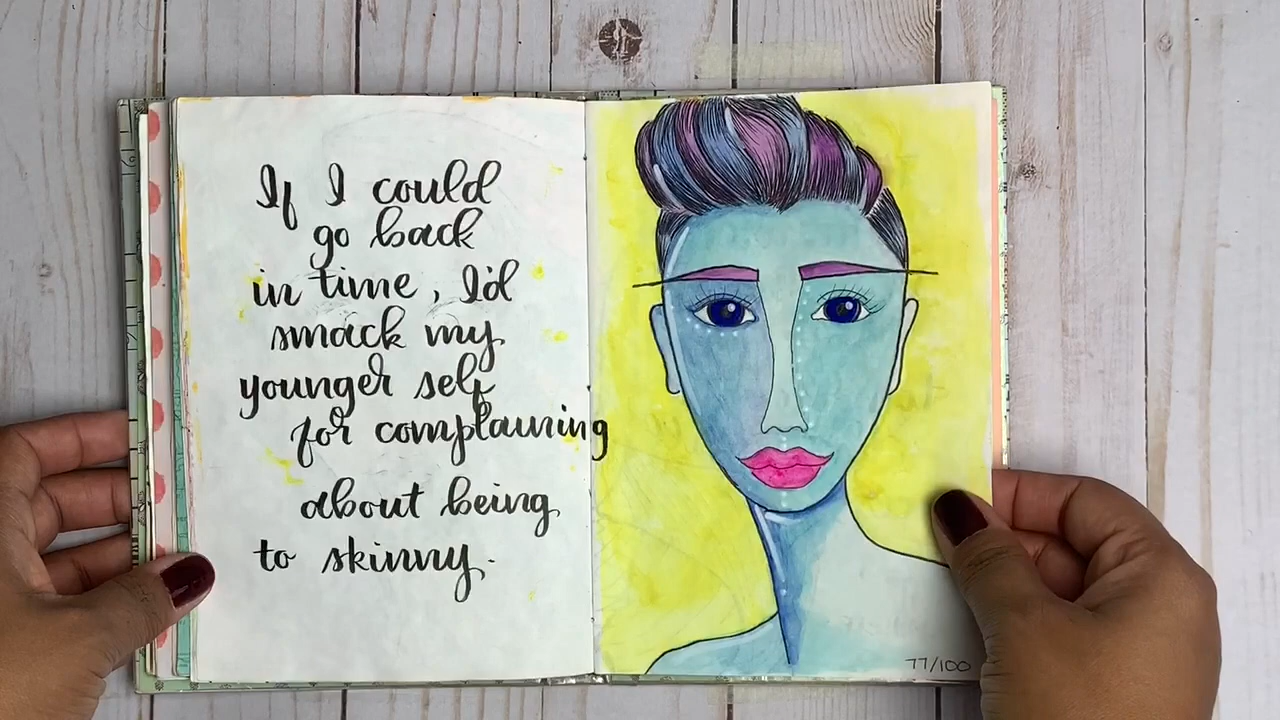 If I could
go back
in time, I'd
smack my
younger self
for complaining
about being
to skinny.
77/100